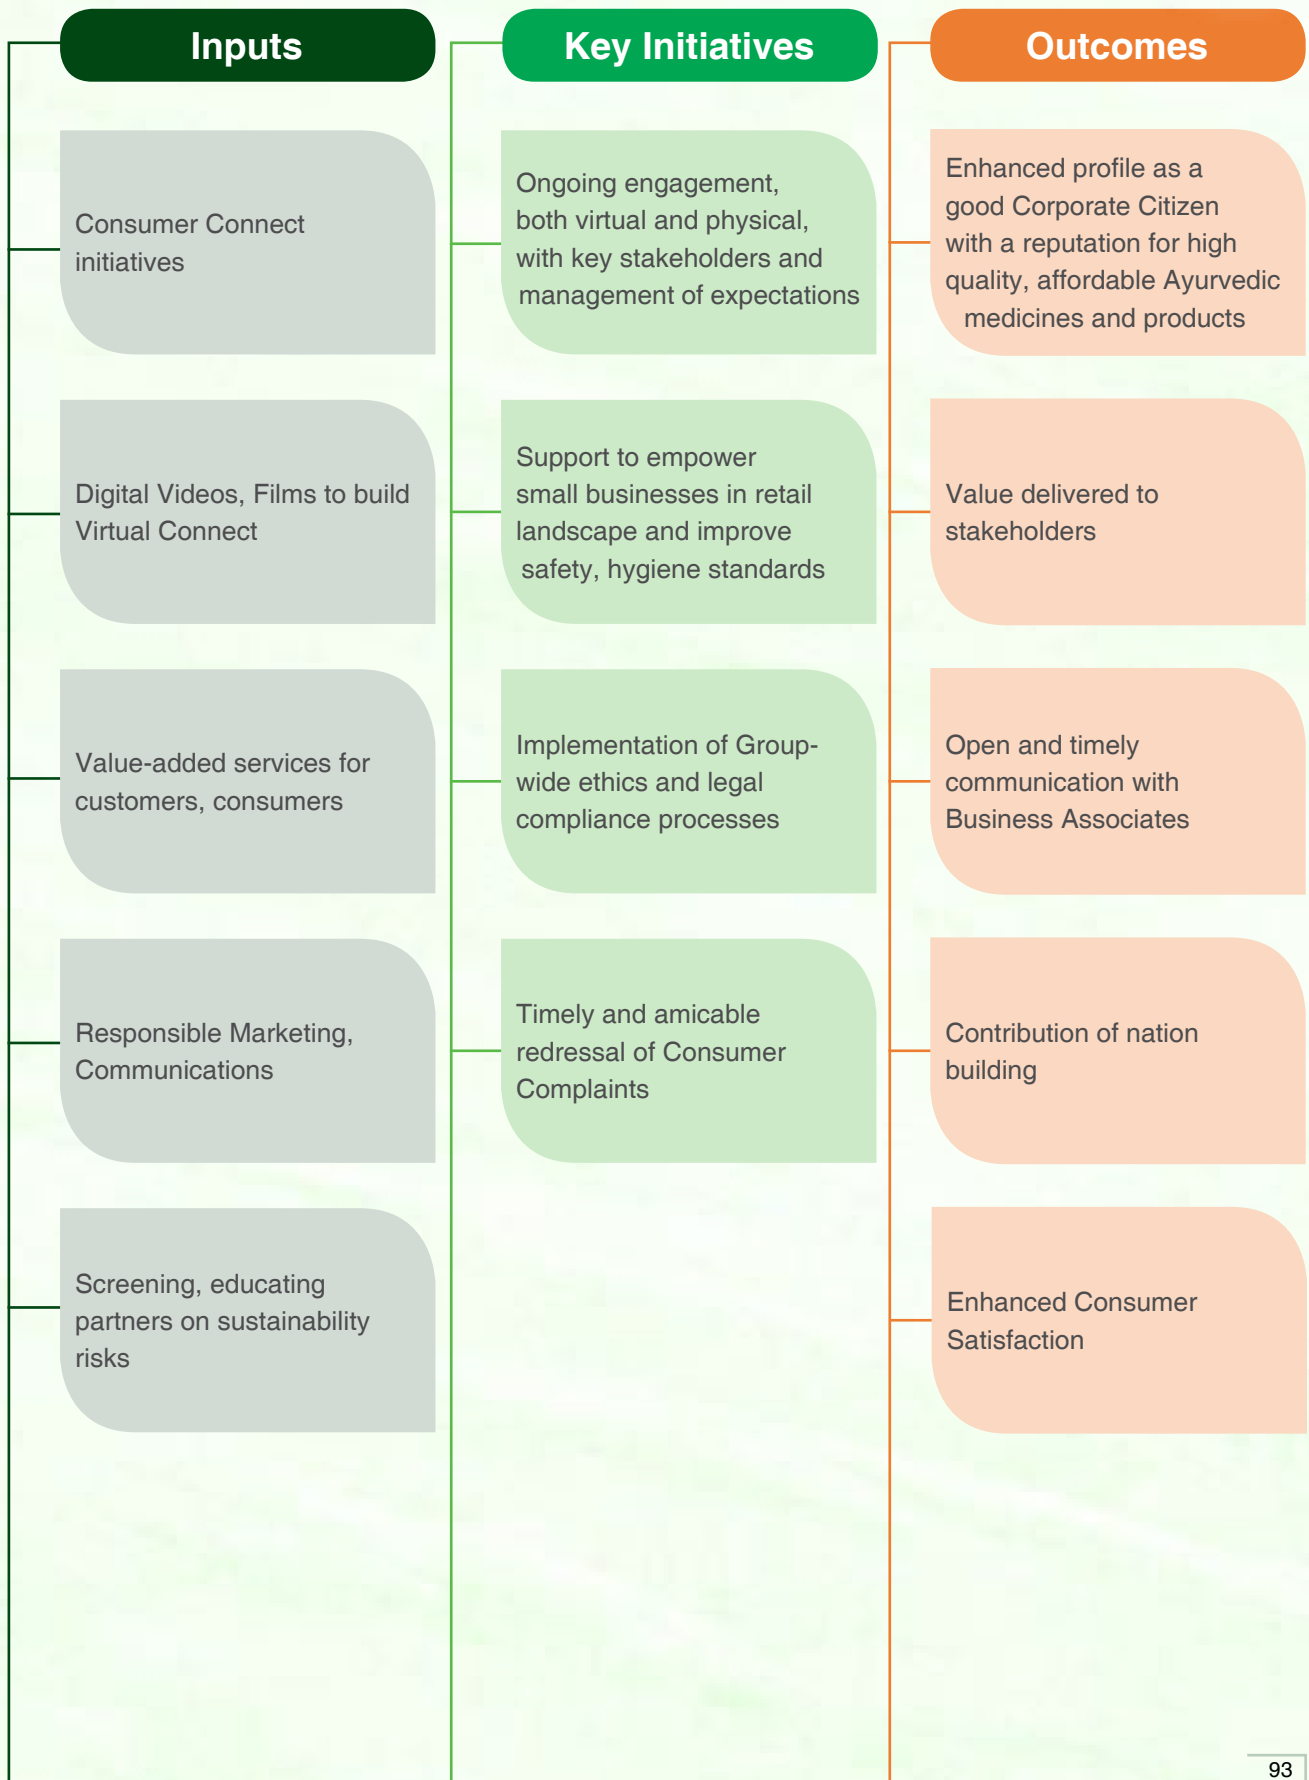 Inputs
Consumer Connect
initiatives
Digital Videos, Films to build
Virtual Connect
Value-added services for
customers, consumers
Responsible Marketing,
Communications
Screening, educating
partners on sustainability
risks
Key Initiatives
Ongoing engagement,
both virtual and physical,
with key stakeholders and
management of expectations
Support to empower
small businesses in retail
landscape and improve
safety, hygiene standards
Implementation of Group-
wide ethics and legal
compliance processes
Timely and amicable
redressal of Consumer
Complaints
Outcomes
Enhanced profile as a
good Corporate Citizen
with a reputation for high
quality, affordable Ayurvedic
medicines and products
Value delivered to
stakeholders
Open and timely
communication with
Business Associates
Contribution of nation
building
Enhanced Consumer
Satisfaction
93